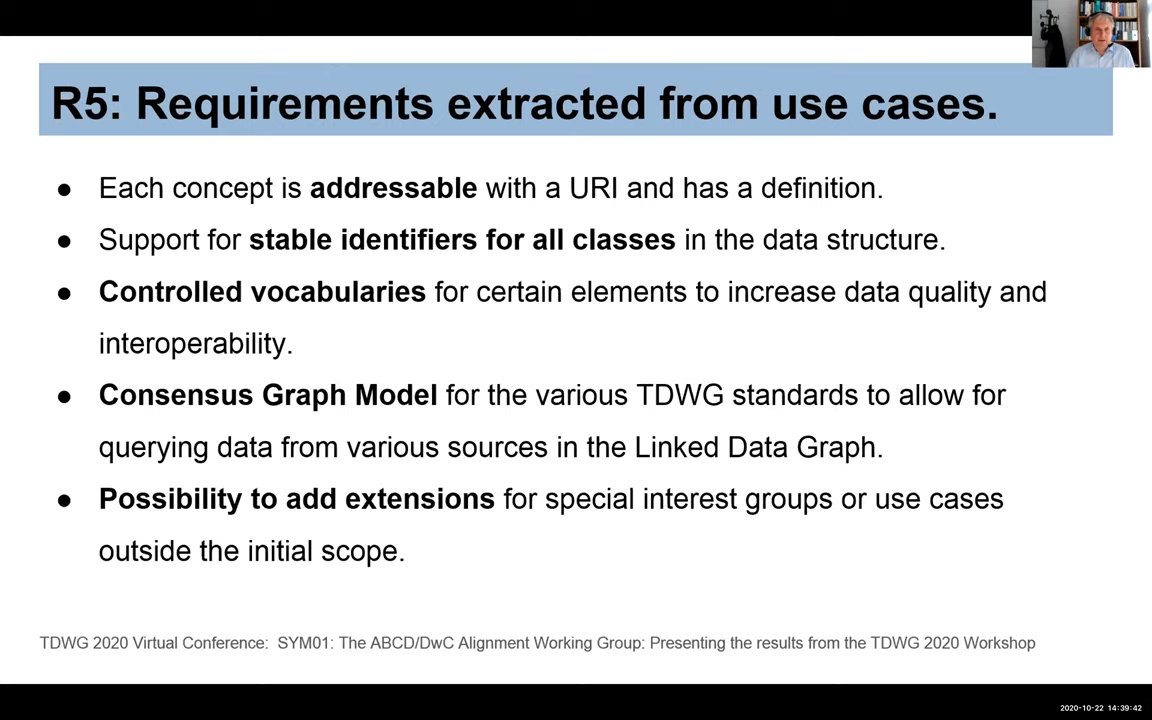 R5: Requirements extracted from use cases.
● Each concept is addressable with a URI and has a definition.
● Support for stable identifiers for all classes in the data structure.
● Controlled vocabularies for certain elements to increase data quality and
interoperability.
● Consensus Graph Model for the various TDWG standards to allow for
querying data from various sources in the Linked Data Graph.
● Possibility to add extensions for special interest groups or use cases
outside the initial scope.
TDWG 2020 Virtual Conference: SYM01: The ABCD/DwC Alignment Working Group: Presenting the results from the TDWG 2020 Workshop
2020-10-22 14:39:42